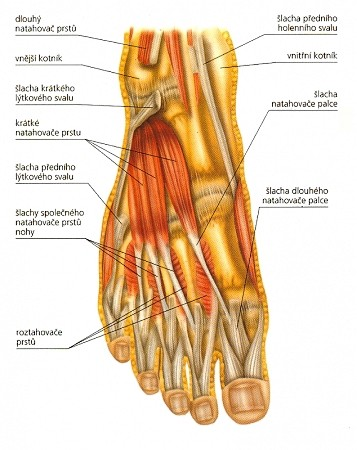 dlouhý
natahovač prstů
vnější kotník
šlacha krátkého
lýtkového svalu
krátké
natahovače prstu
šlacha předního
lýtkového svalu
šlachy společného
natahovače prstů
nohy
roztahovače
prstů
šlacha předního
holenního svalu
vnitřní kotník
šlacha
natahovače palce
šlacha dlouhého
natahovače palce